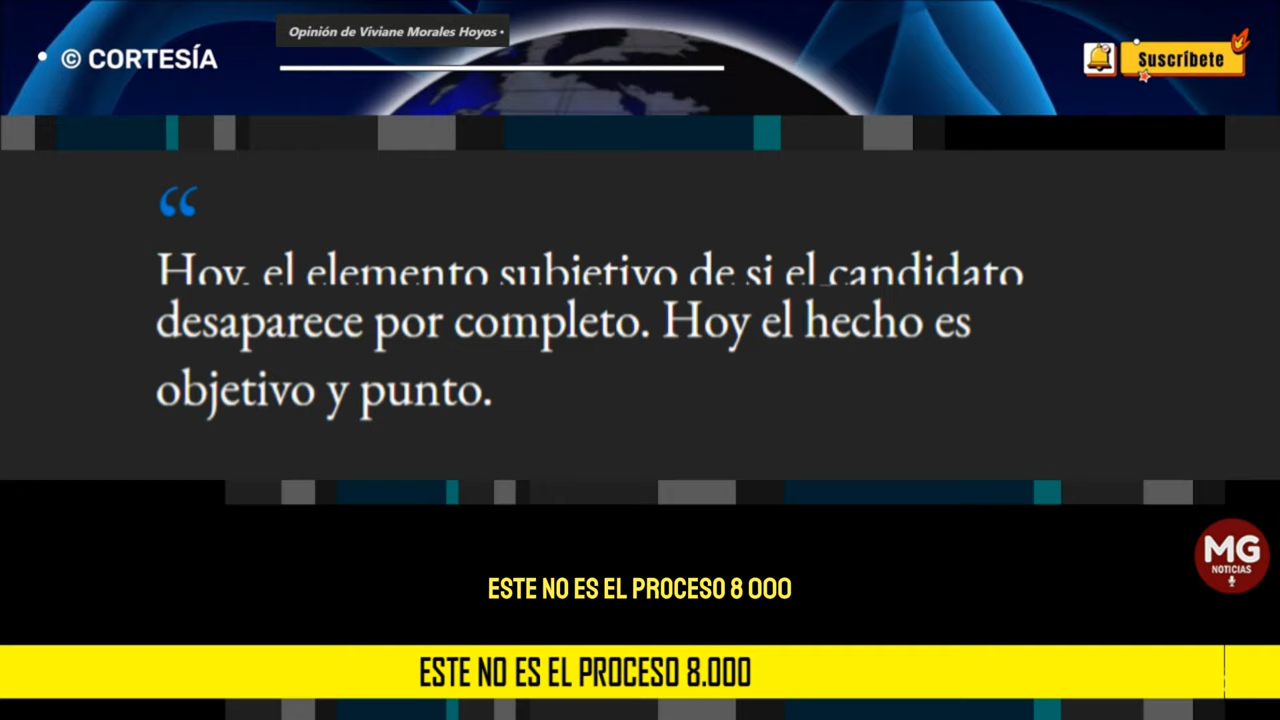 Opinión de Viviane Morales Hoyos •
• © CORTESÍA
Suscríbete
“
Hoy, el elemento subjetivo de si el candidato
desaparece por completo. Hoy el hecho es
objetivo y punto.
MG
NOTICIAS
ESTE NO ES EL PROCESO 8 000
ESTE NO ES EL PROCESO 8.000